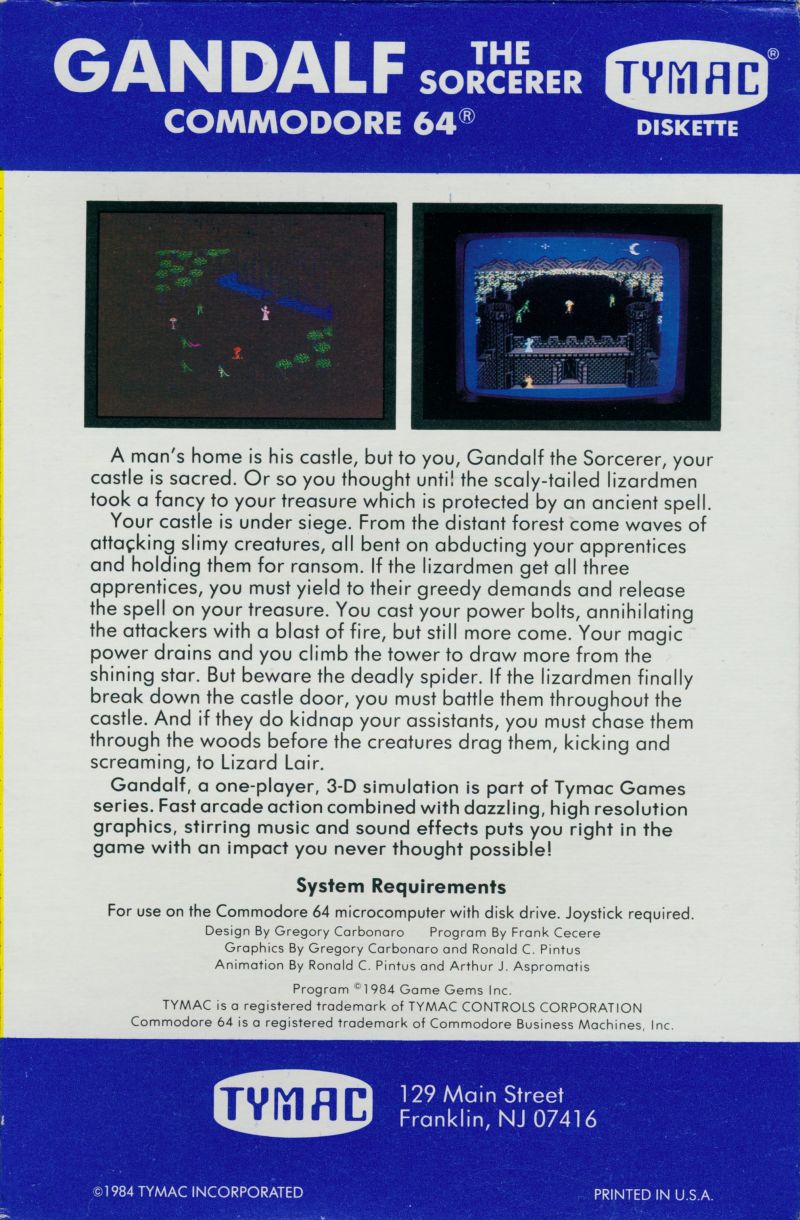 GANDALF THE SORCERER
COMMODORE 64®
TYMAC®
DISKETTE
A man's home is his castle, but to you, Gandalf the Sorcerer, your
castle is sacred. Or so you thought until the scaly-tailed lizardmen
took a fancy to your treasure which is protected by an ancient spell.
Your castle is under siege. From the distant forest come waves of
attacking slimy creatures, all bent on abducting your apprentices
and holding them for ransom. If the lizardmen get all three
apprentices, you must yield to their greedy demands and release
the spell on your treasure. You cast your power bolts, annihilating
the attackers with a blast of fire, but still more come. Your magic
power drains and you climb the tower to draw more from the
shining star. But beware the deadly spider. If the lizardmen finally
break down the castle door, you must battle them throughout the
castle. And if they do kidnap your assistants, you must chase them
through the woods before the creatures drag them, kicking and
screaming, to Lizard Lair.
Gandalf, a one-player, 3-D simulation is part of Tymac Games
series. Fast arcade action combined with dazzling, high resolution
graphics, stirring music and sound effects puts you right in the
game with an impact you never thought possible!
System Requirements
For use on the Commodore 64 microcomputer with disk drive. Joystick required.
Design By Gregory Carbonaro Program By Frank Cecere
Graphics By Gregory Carbonaro and Ronald C. Pintus
Animation By Ronald C. Pintus and Arthur J. Aspromatis
Program ©1984 Game Gems Inc.
TYMAC is a registered trademark of TYMAC CONTROLS CORPORATION
Commodore 64 is a registered trademark of Commodore Business Machines, Inc.
TYMAC
129 Main Street
Franklin, NJ 07416
©1984 TYMAC INCORPORATED
PRINTED IN U.S.A.